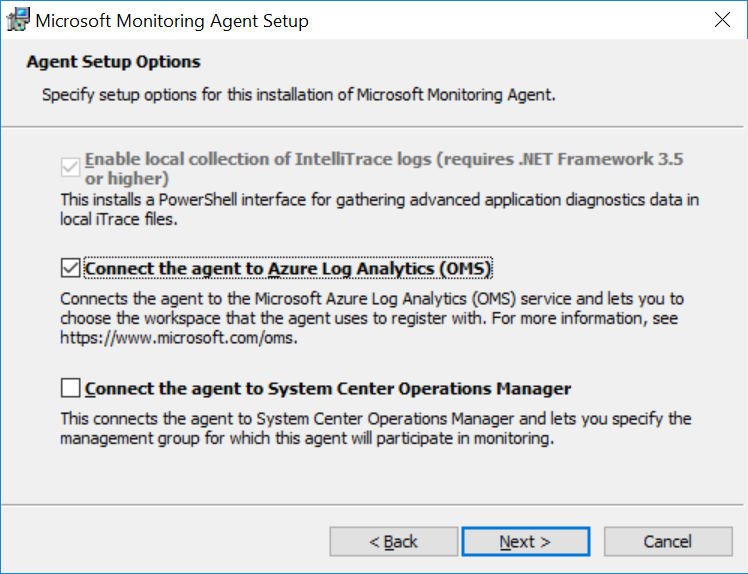 Microsoft Monitoring Agent Setup
Agent Setup Options
Specify setup options for this installation of Microsoft Monitoring Agent.
Enable local collection of IntelliTrace logs (requires .NET Framework 3.5
or higher)
This installs a PowerShell interface for gathering advanced application diagnostics data in
local iTrace files.
Connect the agent to Azure Log Analytics (OMS)
Connects the agent to the Microsoft Azure Log Analytics (OMS) service and lets you to
choose the workspace that the agent uses to register with. For more information, see
https://www.microsoft.com/oms.
Connect the agent to System Center Operations Manager
This connects the agent to System Center Operations Manager and lets you specify the
management group for which this agent will participate in monitoring.
< Back
Next >
Cancel